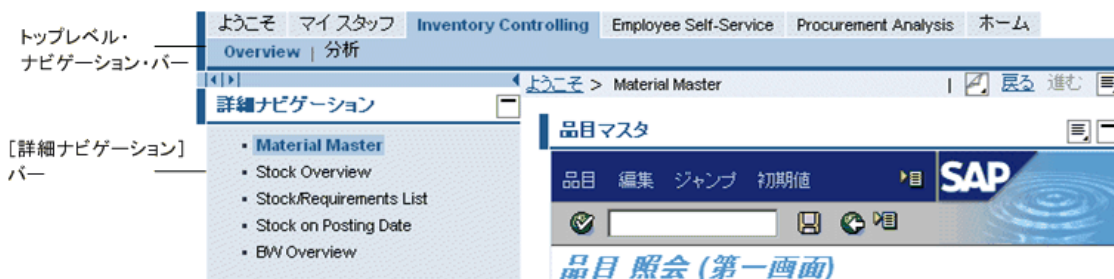 トップレベル・
ナビゲーション・バー
ようこそ マイ スタッフ Inventory Controlling Employee Self-Service Procurement Analysis ホーム
Overview | 分析
ようこそ > Material Master | 戻る 進む
詳細ナビゲーション
[詳細ナビゲーション]
バー
Material Master
Stock Overview
Stock/Requirements List
Stock on Posting Date
BW Overview
品目マスタ
品目 編集 ジャンプ 初期値
SAP
品目 照会 (第一画面)